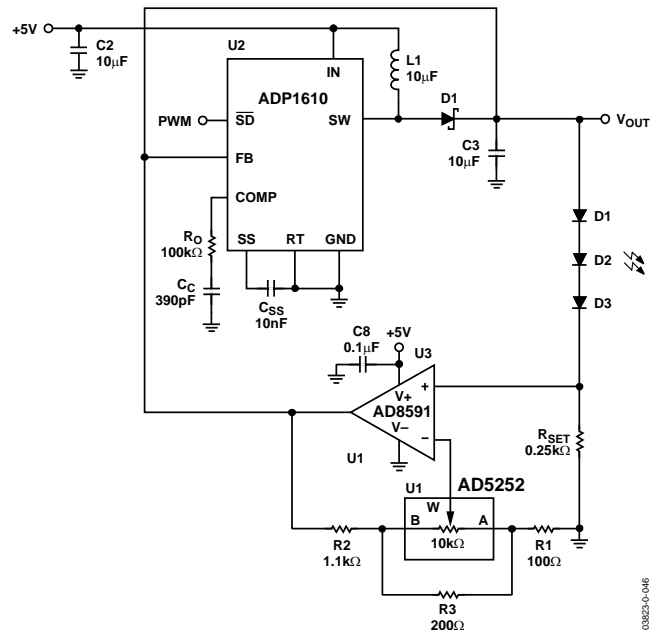 +5V
C2
10μF
U2
IN
L1
10μF
ADP1610
D1
PWM
SD
SW
VOUT
FB
C3
10μF
COMP
RO
100kΩ
SS
RT
GND
D1
D2
D3
CC
390pF
CSS
10nF
C8
0.1μF
+5V
U3
V+
+
AD8591
V–
–
U1
RSET
0.25kΩ
AD5252
U1
W
B
A
10kΩ
R2
1.1kΩ
R1
100Ω
R3
200Ω
03823-0-046